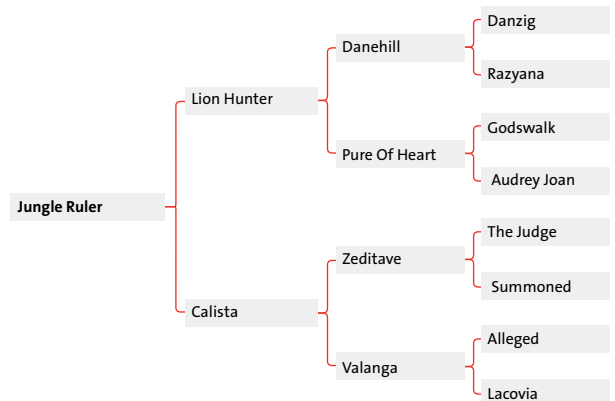 Danzig
Danehill
Razyana
Lion Hunter
Godswalk
Pure Of Heart
Audrey Joan
Jungle Ruler
The Judge
Zeditave
Summoned
Calista
Alleged
Valanga
Lacovia